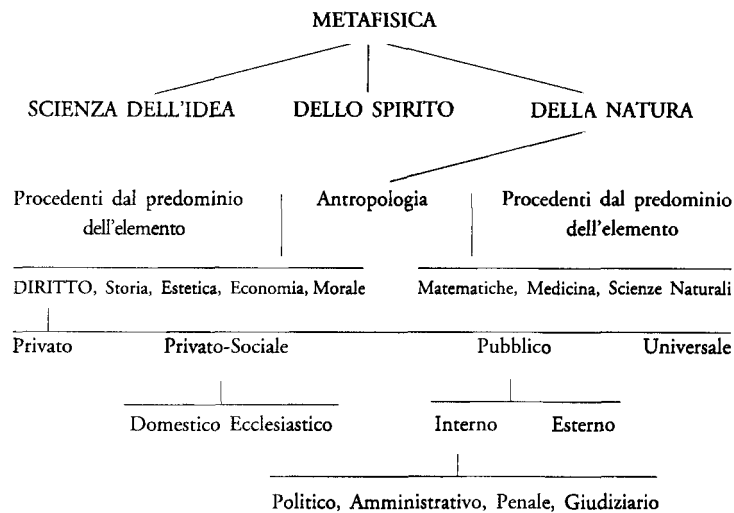 METAFISICA
SCIENZA DELL'IDEA DELLO SPIRITO DELLA NATURA
Procedenti dal predominio dell'elemento
Antropologia
Procedenti dal predominio dell'elemento
DIRITTO, Storia, Estetica, Economia, Morale
Matematiche, Medicina, Scienze Naturali
Privato Privato-Sociale Pubblico Universale
Domestico Ecclesiastico
Interno Esterno
Politico, Amministrativo, Penale, Giudiziario